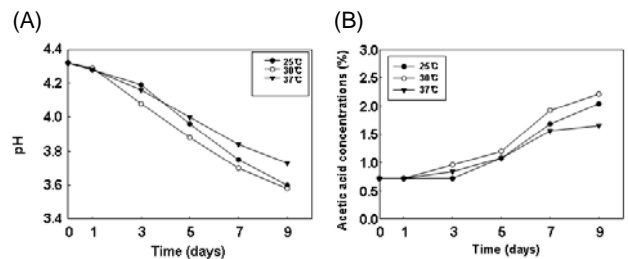 (A)
(B)
4.4
4.2
4.0
3.8
3.6
3.4
pH
25℃
30℃
37℃
0 1 3 5 7 9
Time (days)
3.0
2.5
2.0
1.5
1.0
0.5
0.0
Acetic acid concentrations (%)
25℃
30℃
37℃
0 1 3 5 7 9
Time (days)